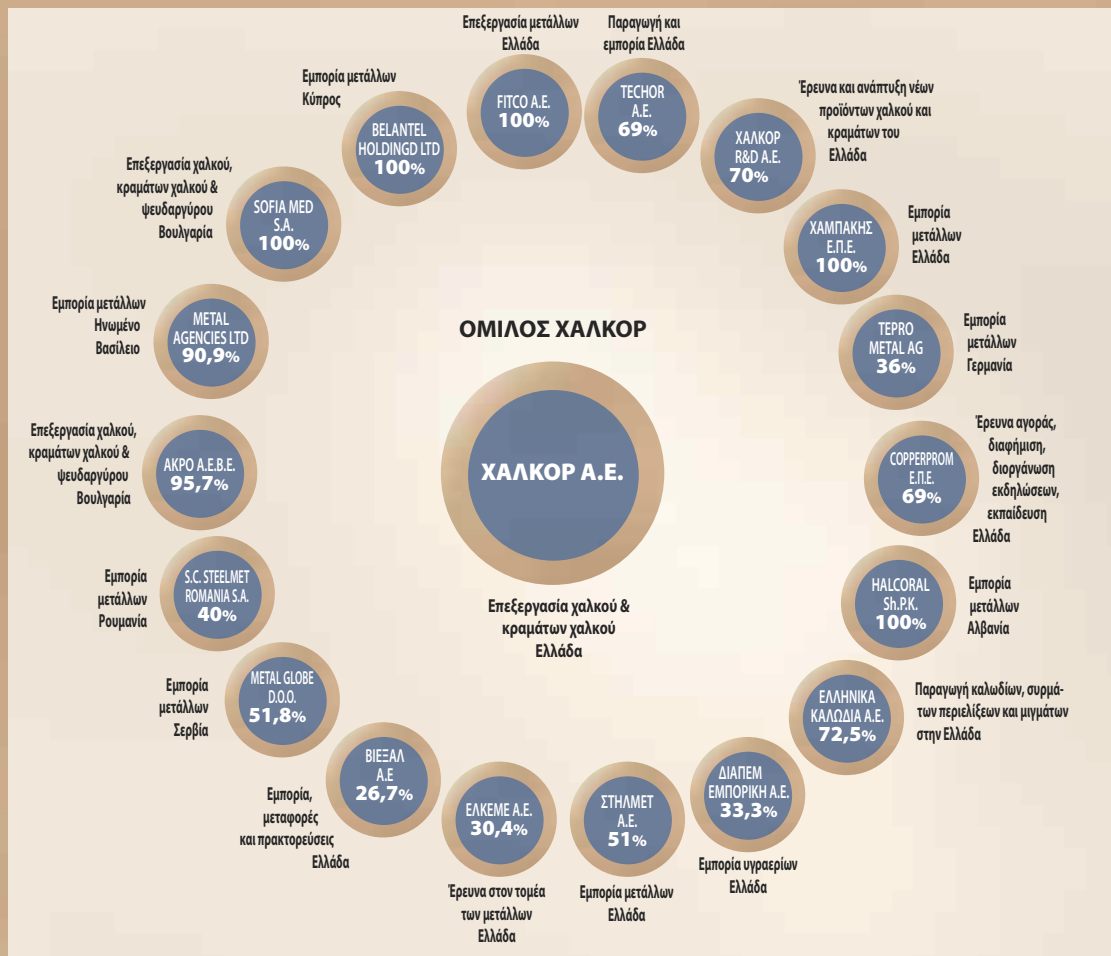 ΟΜΙΛΟΣ ΧΑΛΚΟΡ
ΧΑΛΚΟΡ Α.Ε.
Επεξεργασία χαλκού &
κραμάτων χαλκού
Ελλάδα
Επεξεργασία μετάλλων
Ελλάδα
FITCO Α.Ε.
100%
Παραγωγή και
εμπορία Ελλάδα
TECHOR
Α.Ε.
69%
Έρευνα και ανάπτυξη νέων
προϊόντων χαλκού και
κραμάτων του
Ελλάδα
ΧΑΛΚΟΡ
R&D Α.Ε.
70%
Εμπορία
μετάλλων
Ελλάδα
ΧΑΜΠΑΚΗΣ
Ε.Π.Ε.
100%
Εμπορία
μετάλλων
Γερμανία
TEPRO
METAL AG
36%
Έρευνα αγοράς,
διαφήμιση,
διοργάνωση
εκδηλώσεων,
εκπαίδευση
Ελλάδα
COPPERPROM
Ε.Π.Ε.
69%
Εμπορία
μετάλλων
Αλβανία
HALCORAL
Sh.P.K.
100%
Παραγωγή καλωδίων, συρμά-
των περιελίξεων και μιγμάτων
στην Ελλάδα
ΕΛΛΗΝΙΚΑ
ΚΑΛΩΔΙΑ Α.Ε.
72,5%
ΔΙΑΠΕΜ
ΕΜΠΟΡΙΚΗ Α.Ε.
33,3%
Εμπορία υγραερίων
Ελλάδα
ΣΤΗΛΜΕΤ
Α.Ε.
51%
Εμπορία μετάλλων
Ελλάδα
ΕΛΚΕΜΕ Α.Ε.
30,4%
Έρευνα στον τομέα
των μετάλλων
Ελλάδα
ΒΙΕΞΑΛ
Α.Ε
26,7%
Εμπορία,
μεταφορές
και πρακτορεύσεις
Ελλάδα
METAL GLOBE
D.O.O.
51,8%
Εμπορία
μετάλλων
Σερβία
S.C. STEELMET
ROMANIA S.A.
40%
Εμπορία
μετάλλων
Ρουμανία
ΑΚΡΟ Α.Ε.Β.Ε.
95,7%
Επεξεργασία χαλκού,
κραμάτων χαλκού &
ψευδαργύρου
Βουλγαρία
METAL
AGENCIES LTD
90,9%
Εμπορία μετάλλων
Ηνωμένο
Βασίλειο
SOFIA MED
S.A.
100%
Επεξεργασία χαλκού,
κραμάτων χαλκού &
ψευδαργύρου
Βουλγαρία
BELANTEL
HOLDINGD LTD
100%
Εμπορία μετάλλων
Κύπρος